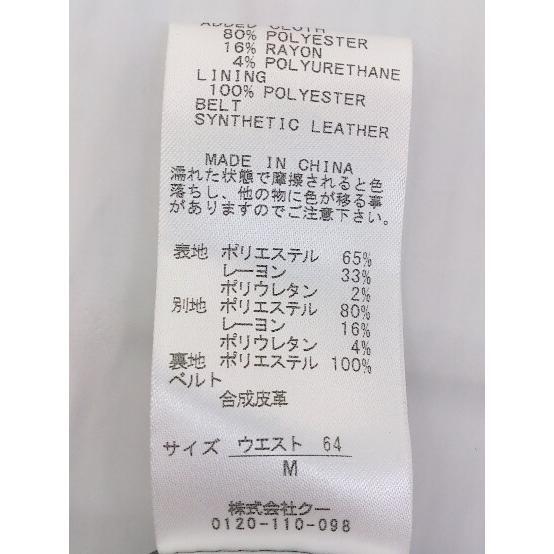 ADDED CLOTH
80% POLYESTER
16% RAYON
4% POLYURETHANE
LINING
100% POLYESTER
BELT
SYNTHETIC LEATHER
MADE IN CHINA
濡れた状態で摩擦されると色
落ちし、他の物に色が移る事
がありますのでご注意下さい。
表地 ポリエステル 65%
レーヨン 33%
ポリウレタン 2%
別地 ポリエステル 80%
レーヨン 16%
ポリウレタン 4%
裏地 ポリエステル 100%
ベルト
合成皮革
サイズ ウエスト 64
M
株式会社クー
0120-110-098